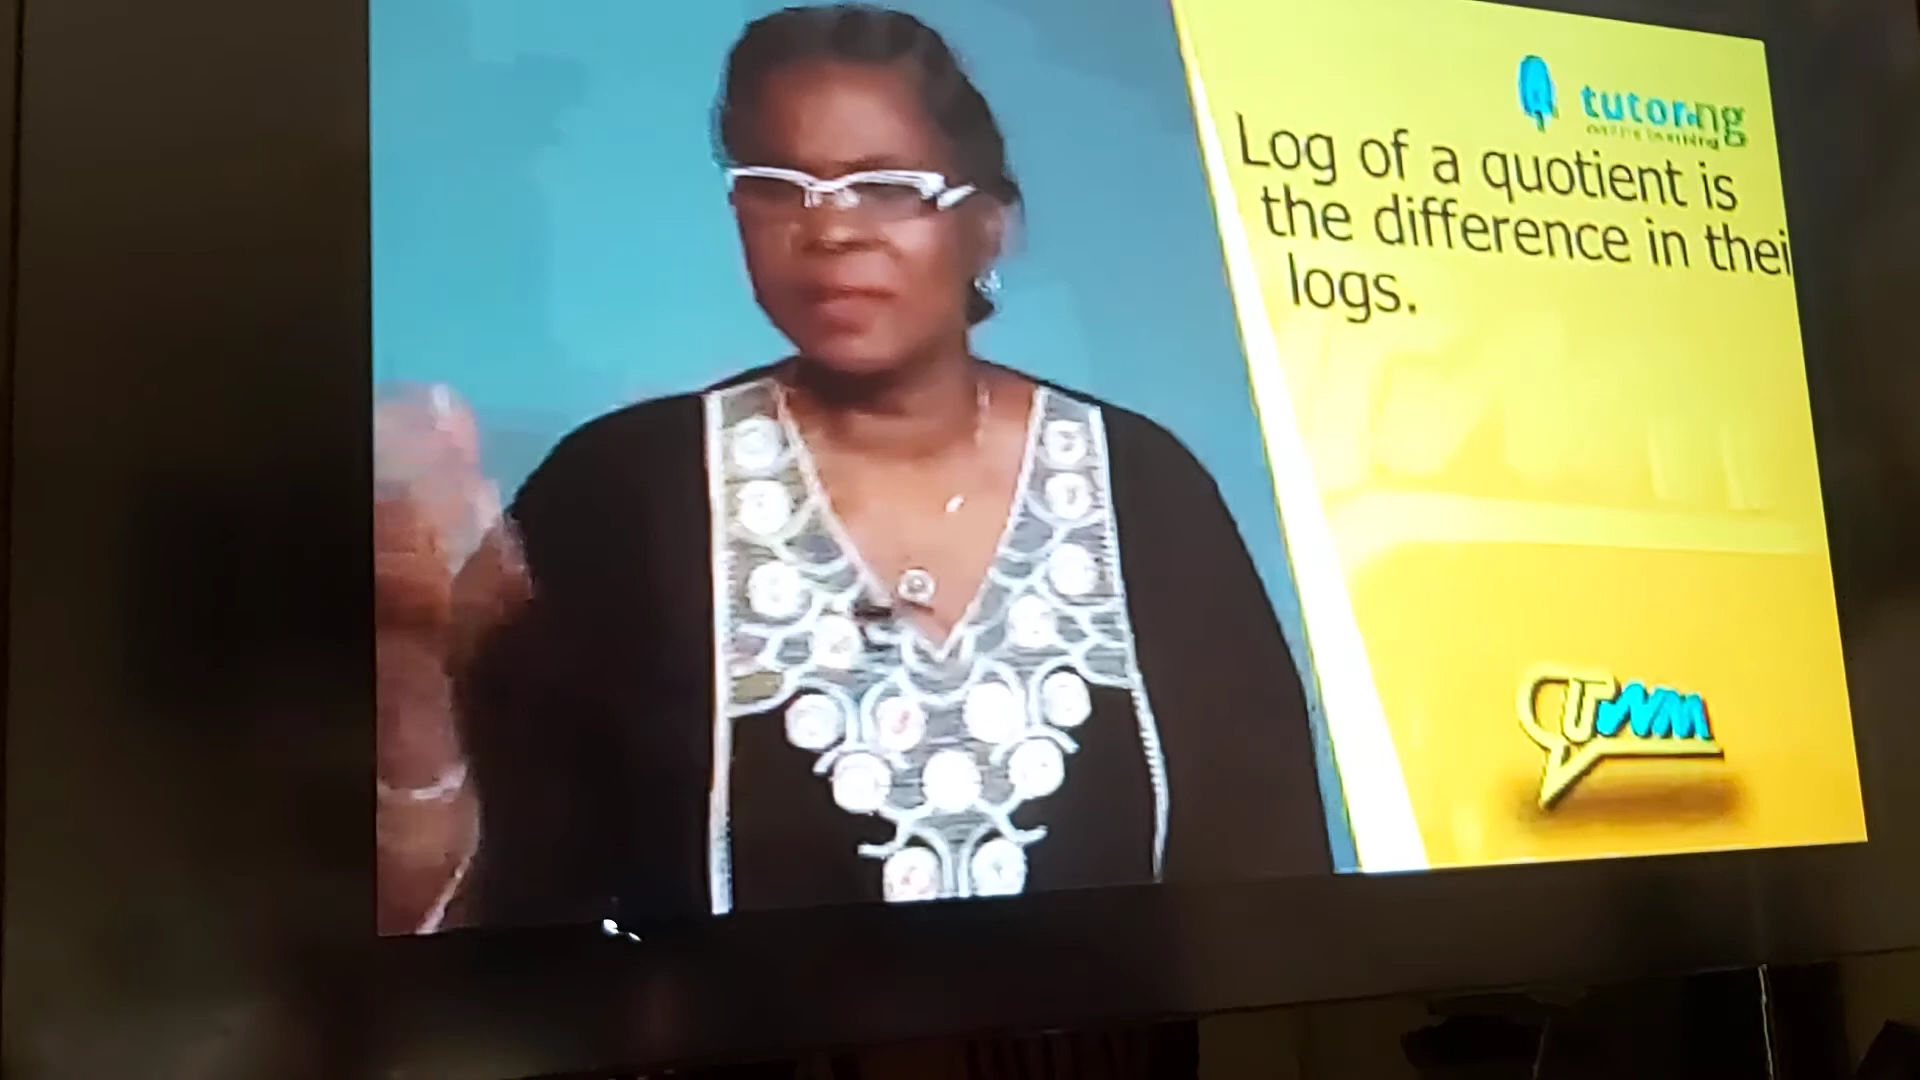 tutor.ng
Log of a quotient is
the difference in thei
logs.